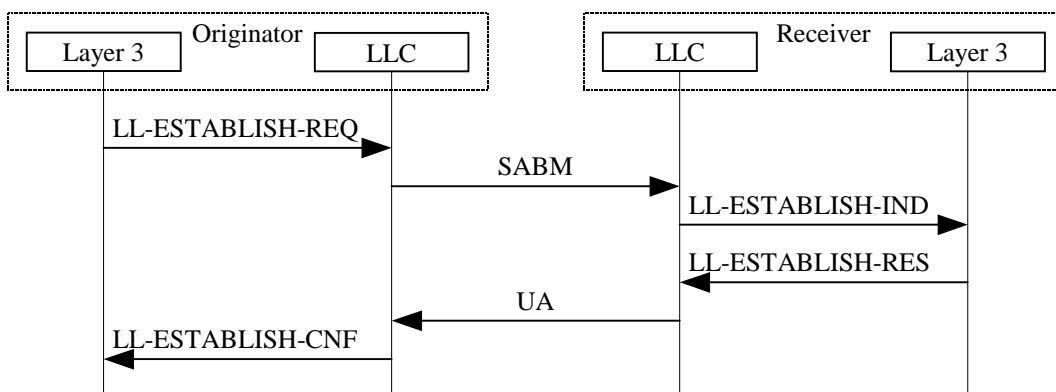 Originator
Receiver
Layer 3
LLC
LLC
Layer 3
LL-ESTABLISH-REQ
SABM
LL-ESTABLISH-IND
LL-ESTABLISH-RES
UA
LL-ESTABLISH-CNF